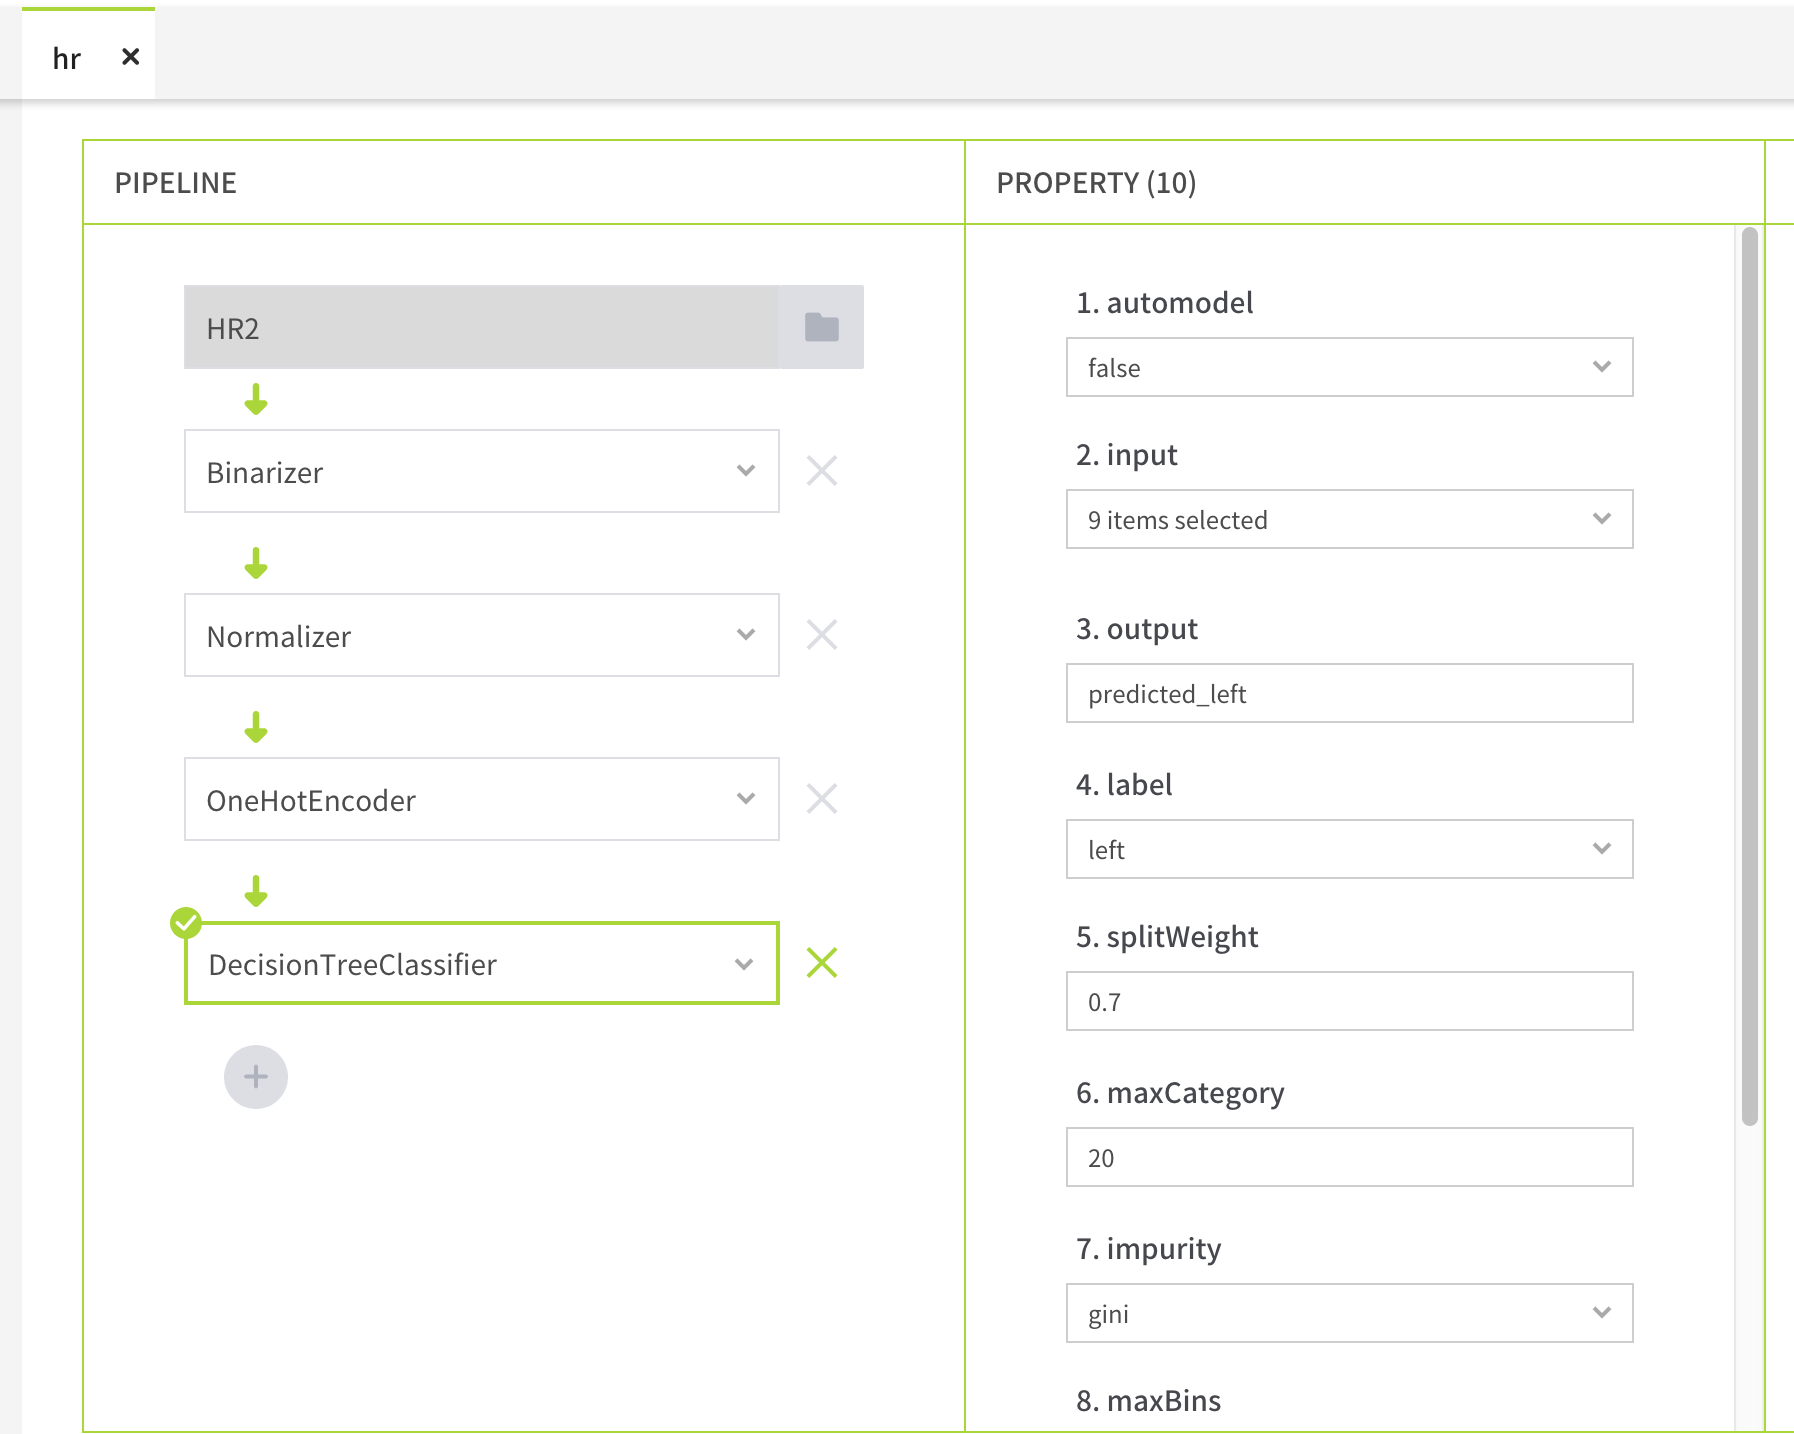 hr
PIPELINE
HR2
Binarizer
Normalizer
OneHotEncoder
DecisionTreeClassifier
PROPERTY (10)
1. automodel
false
2. input
9 items selected
3. output
predicted_left
4. label
left
5. splitWeight
0.7
6. maxCategory
20
7. impurity
gini
8. maxBins